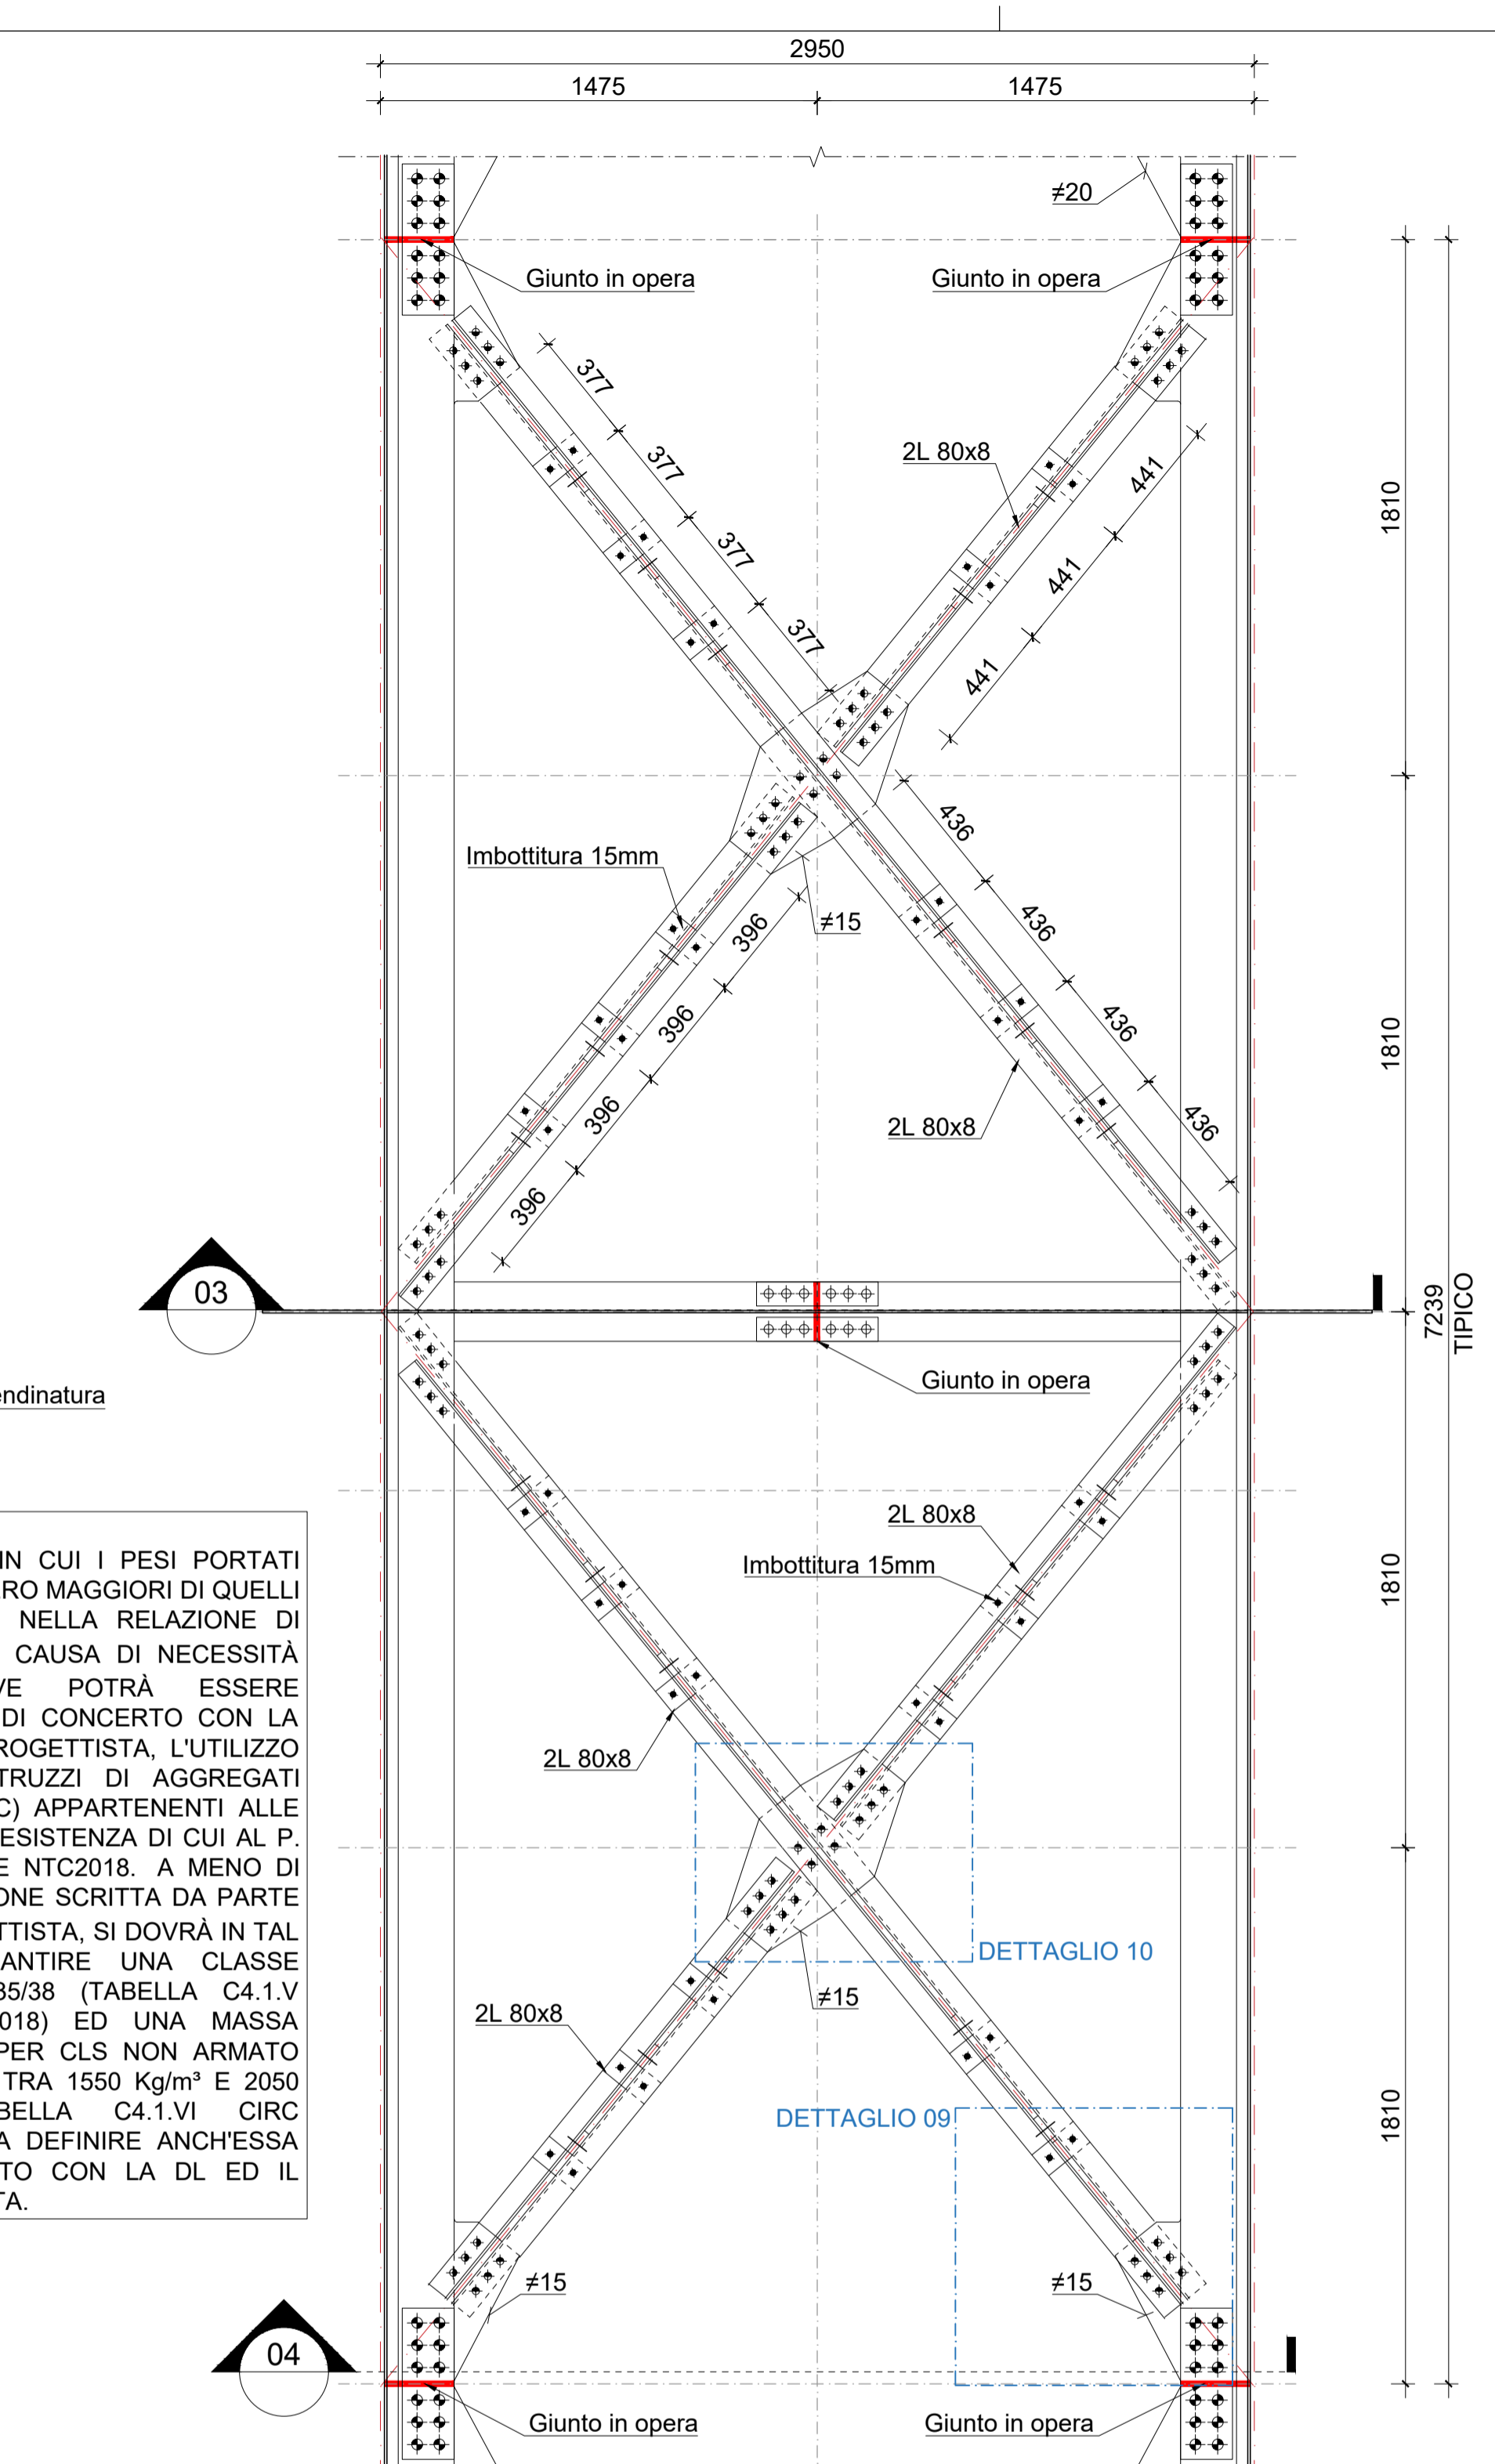 2950
1475
1475
≠20
Giunto in opera
Giunto in opera
377
377
377
377
2L 80x8
441
441
441
1810
Imbottitura 15mm
≠15
436
436
436
436
396
396
396
396
2L 80x8
1810
03
Giunto in opera
7239
TIPICO
endinatura
IN CUI I PESI PORTATI
RO MAGGIORI DI QUELLI
NELLA RELAZIONE DI
CAUSA DI NECESSITÀ
VE POTRÀ ESSERE
DI CONCERTO CON LA
ROGETTISTA, L'UTILIZZO
TRUZZI DI AGGREGATI
C) APPARTENENTI ALLE
ESISTENZA DI CUI AL P.
E NTC2018. A MENO DI
ONE SCRITTA DA PARTE
TTISTA, SI DOVRÀ IN TAL
ANTIRE UNA CLASSE
35/38 (TABELLA C4.1.V
018) ED UNA MASSA
PER CLS NON ARMATO
TRA 1550 Kg/m³ E 2050
BELLA C4.1.VI CIRC
A DEFINIRE ANCH'ESSA
TO CON LA DL ED IL
TA.
2L 80x8
Imbottitura 15mm
1810
2L 80x8
DETTAGLIO 10
≠15
2L 80x8
DETTAGLIO 09
1810
≠15
≠15
04
Giunto in opera
Giunto in opera